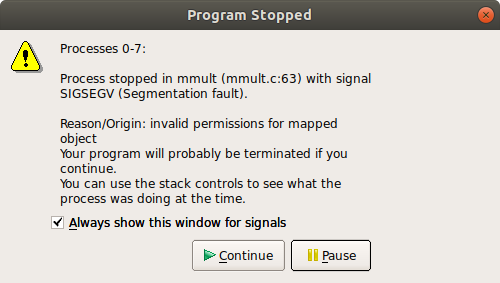 Program Stopped
Processes 0-7:
Process stopped in mmult (mmult.c:63) with signal
SIGSEGV (Segmentation fault).
Reason/Origin: invalid permissions for mapped
object
Your program will probably be terminated if you
continue.
You can use the stack controls to see what the
process was doing at the time.
Always show this window for signals
Continue
Pause